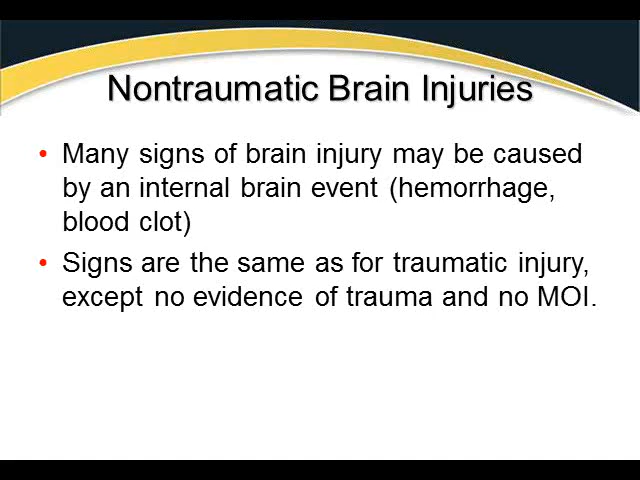 Nontraumatic Brain Injuries
• Many signs of brain injury may be caused
by an internal brain event (hemorrhage,
blood clot)
• Signs are the same as for traumatic injury,
except no evidence of trauma and no MOI.